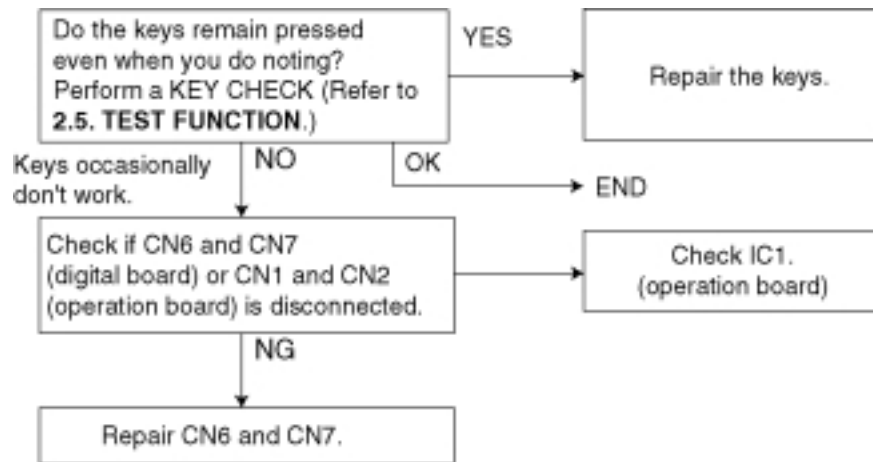 Do the keys remain pressed
even when you do noting?
Perform a KEY CHECK (Refer to
2.5. TEST FUNCTION.)
YES
Repair the keys.
Keys occasionally
don't work.
NO
OK
END
Check if CN6 and CN7
(digital board) or CN1 and CN2
(operation board) is disconnected.
Check IC1.
(operation board)
NG
Repair CN6 and CN7.